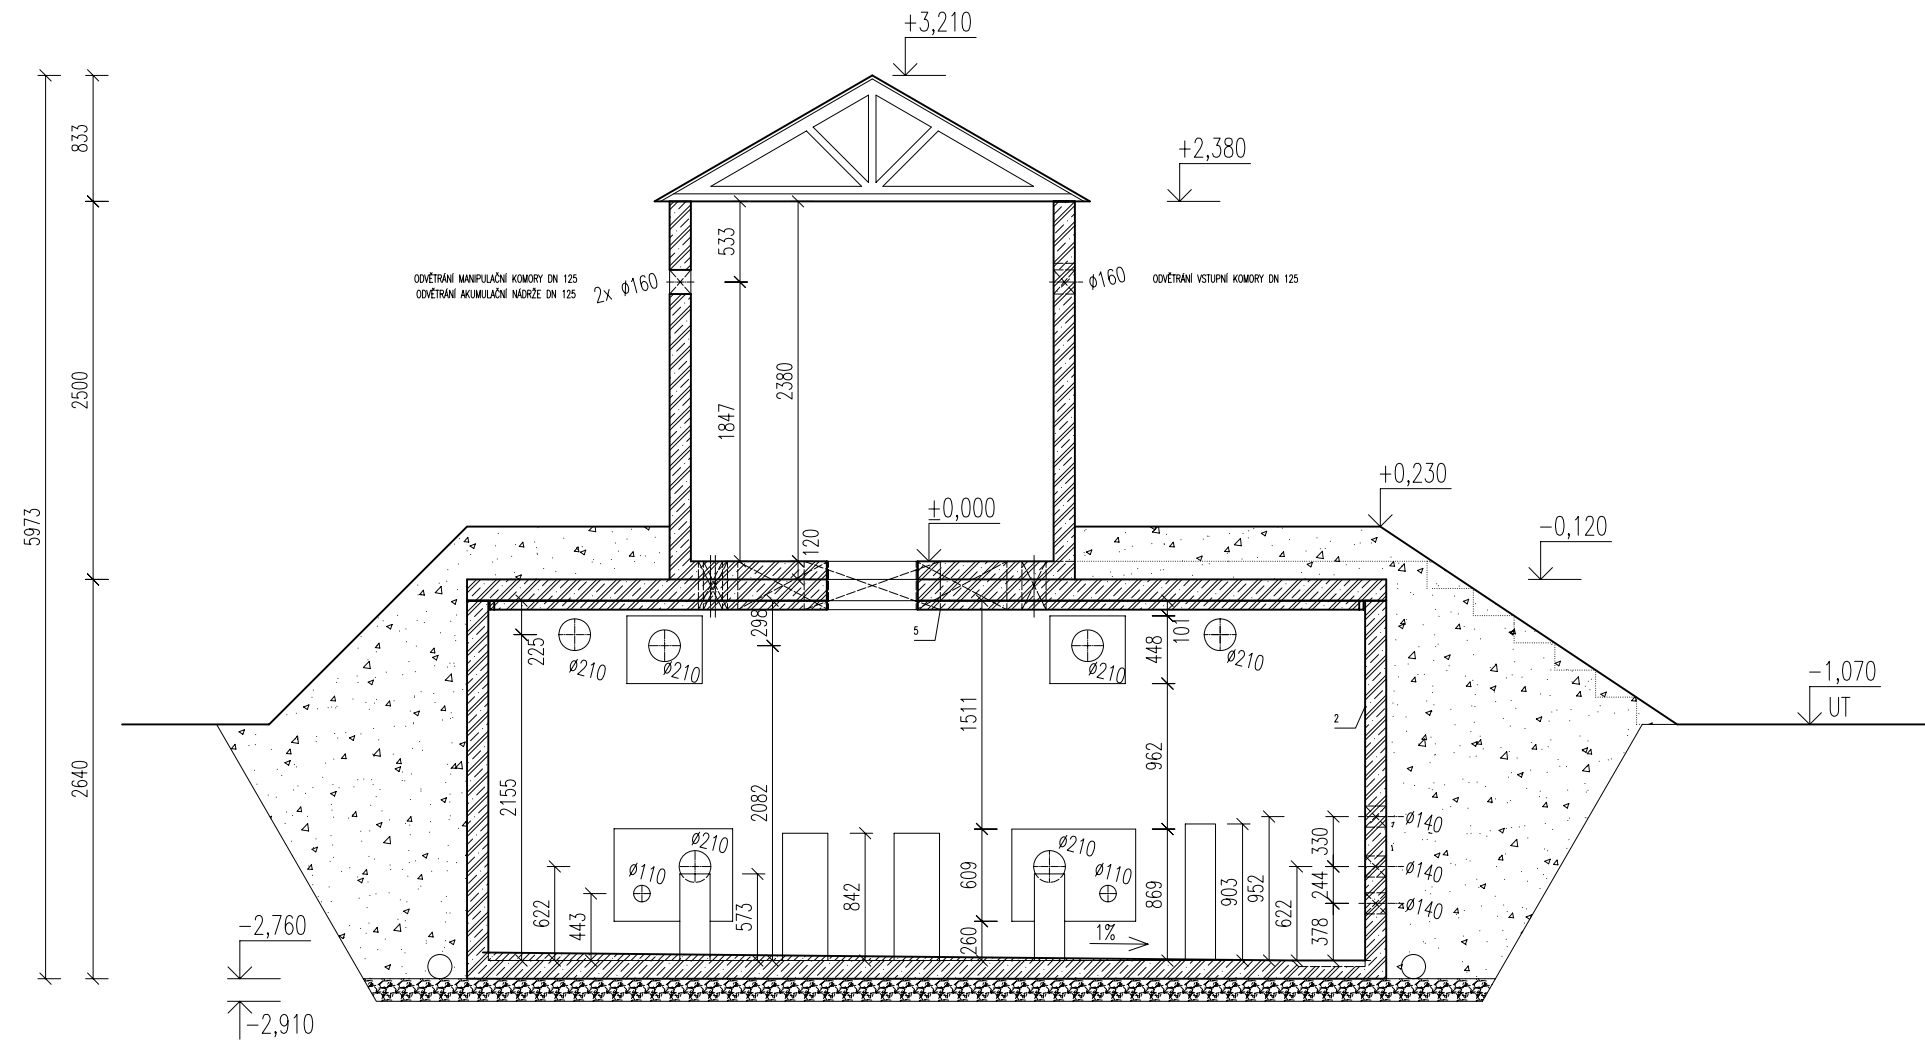 +3,210
833
+2,380
533
ODVĚTRÁNÍ MANIPULAČNÍ KOMORY DN 125
ODVĚTRÁNÍ AKUMULAČNÍ NÁDRŽE DN 125
2x ø160
ø160
ODVĚTRÁNÍ VSTUPNÍ KOMORY DN 125
2500
1847
2380
+0,230
5973
±0,000
-0,120
120
5
298
225
ø210
ø210
448
101
ø210
ø210
-1,070
UT
2
1511
962
2640
2155
2082
ø210
ø110
ø210
ø110
622
443
573
842
609
260
1%
869
903
952
622
330
244
378
1
1
ø140
ø140
ø140
-2,760
-2,910